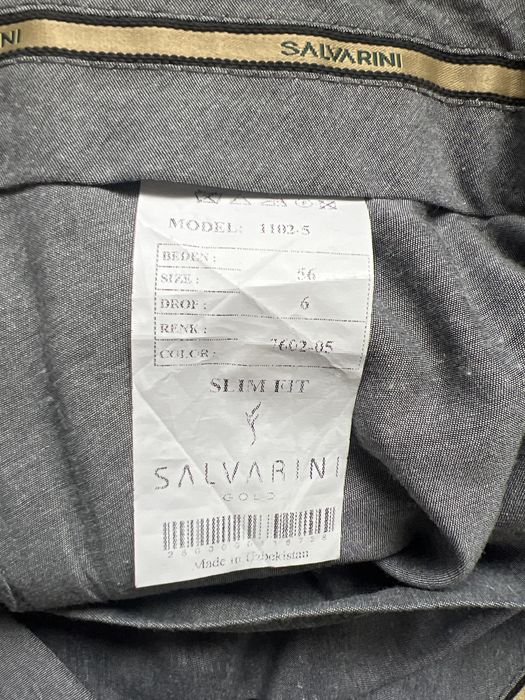 NI
SALVARINI
MODEL: 1102-5
BEDEN :
SIZE : 56
DROP : 6
RENK :
COLOR : 7602-05
SLIM FIT
SALVARINI
GOLD
Made in Uzbekistan